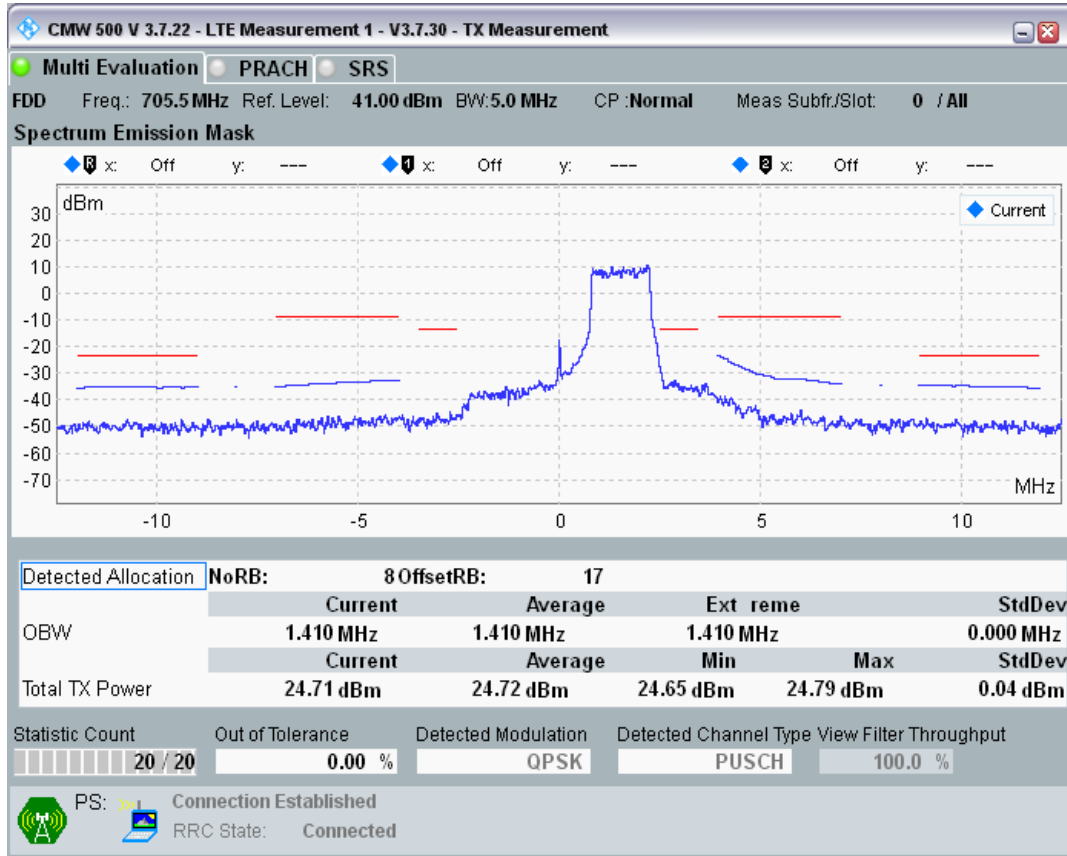 CMW 500 V 3.7.22 - LTE Measurement 1 - V3.7.30 - TX Measurement
Multi Evaluation PRACH SRS
FDD Freq.: 705.5 MHz Ref. Level: 41.00 dBm BW: 5.0 MHz CP : Normal Meas Subfr./Slot: 0 / All
Spectrum Emission Mask
R x: Off y: --- 1 x: Off y: --- 2 x: Off y: ---
dBm
Current
30
20
10
0
-10
-20
-30
-40
-50
-60
-70
MHz
-10 -5 0 5 10
Detected Allocation NoRB: 8 OffsetRB: 17
Current Average Ext reme StdDev
OBW 1.410 MHz 1.410 MHz 1.410 MHz 0.000 MHz
Current Average Min Max StdDev
Total TX Power 24.71 dBm 24.72 dBm 24.65 dBm 24.79 dBm 0.04 dBm
Statistic Count Out of Tolerance Detected Modulation Detected Channel Type View Filter Throughput
20 / 20 0.00 % QPSK PUSCH 100.0 %
PS: Connection Established
RRC State: Connected